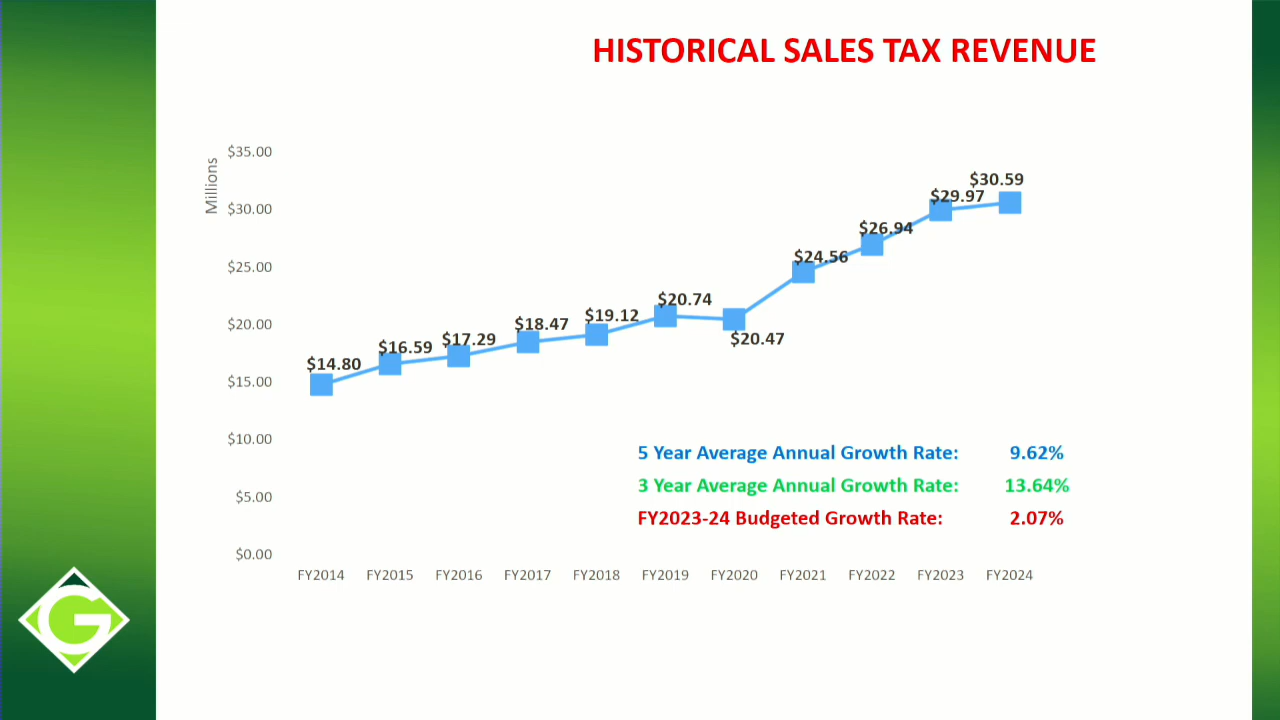 HISTORICAL SALES TAX REVENUE
Millions
$35.00
$30.00
$25.00
$20.00
$15.00
$10.00
$5.00
$0.00
$14.80
$16.59
$17.29
$18.47
$19.12
$20.74
$20.47
$24.56
$26.94
$29.97
$30.59
5 Year Average Annual Growth Rate: 9.62%
3 Year Average Annual Growth Rate: 13.64%
FY2023-24 Budgeted Growth Rate: 2.07%
FY2014 FY2015 FY2016 FY2017 FY2018 FY2019 FY2020 FY2021 FY2022 FY2023 FY2024
G